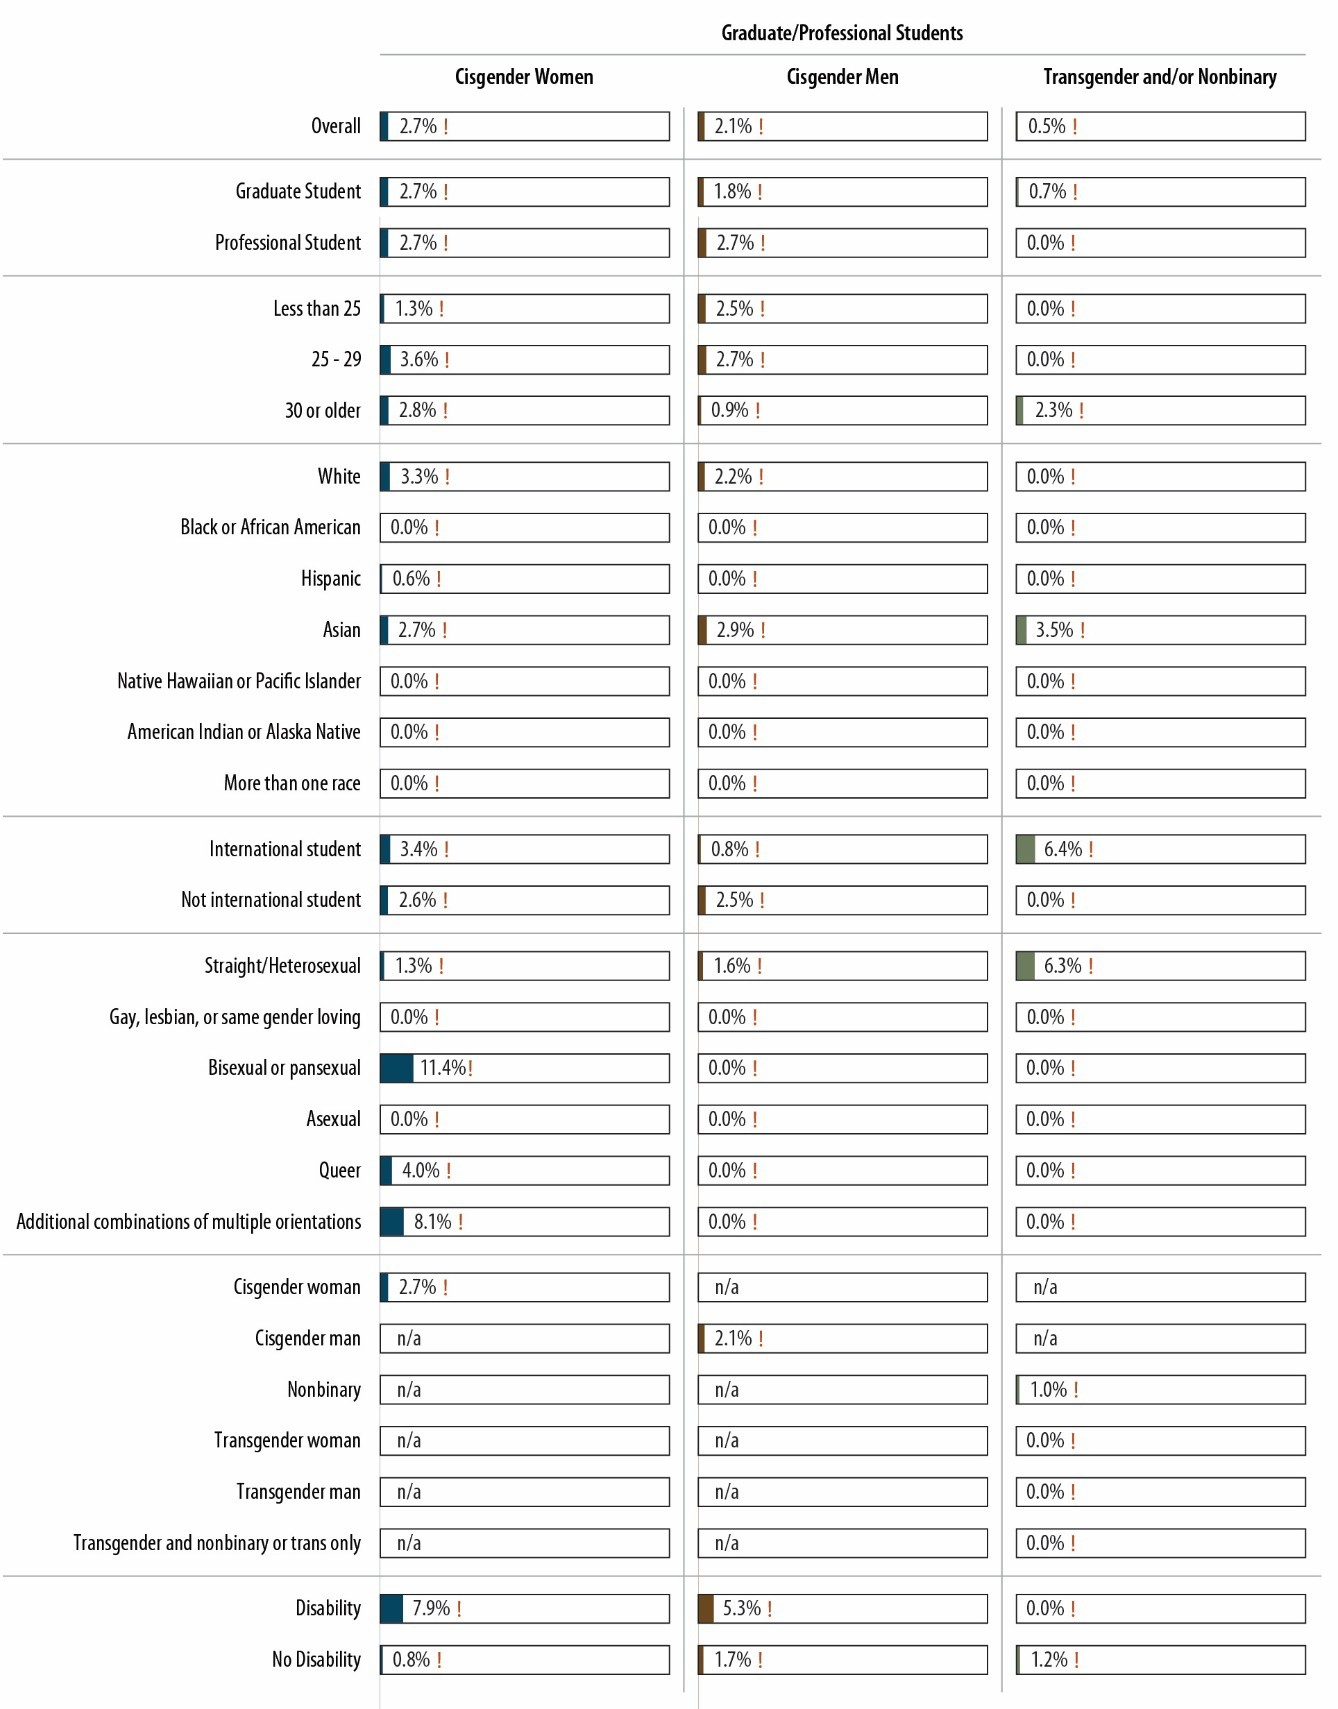 Graduate/Professional Students
Cisgender Women Cisgender Men Transgender and/or Nonbinary
Overall 2.7% ! 2.1% ! 0.5% !
Graduate Student 2.7% ! 1.8% ! 0.7% !
Professional Student 2.7% ! 2.7% ! 0.0% !
Less than 25 1.3% ! 2.5% ! 0.0% !
25 - 29 3.6% ! 2.7% ! 0.0% !
30 or older 2.8% ! 0.9% ! 2.3% !
White 3.3% ! 2.2% ! 0.0% !
Black or African American 0.0% ! 0.0% ! 0.0% !
Hispanic 0.6% ! 0.0% ! 0.0% !
Asian 2.7% ! 2.9% ! 3.5% !
Native Hawaiian or Pacific Islander 0.0% ! 0.0% ! 0.0% !
American Indian or Alaska Native 0.0% ! 0.0% ! 0.0% !
More than one race 0.0% ! 0.0% ! 0.0% !
International student 3.4% ! 0.8% ! 6.4% !
Not international student 2.6% ! 2.5% ! 0.0% !
Straight/Heterosexual 1.3% ! 1.6% ! 6.3% !
Gay, lesbian, or same gender loving 0.0% ! 0.0% ! 0.0% !
Bisexual or pansexual 11.4%! 0.0% ! 0.0% !
Asexual 0.0% ! 0.0% ! 0.0% !
Queer 4.0% ! 0.0% ! 0.0% !
Additional combinations of multiple orientations 8.1% ! 0.0% ! 0.0% !
Cisgender woman 2.7% ! n/a n/a
Cisgender man n/a 2.1% ! n/a
Nonbinary n/a n/a 1.0% !
Transgender woman n/a n/a 0.0% !
Transgender man n/a n/a 0.0% !
Transgender and nonbinary or trans only n/a n/a 0.0% !
Disability 7.9% ! 5.3% ! 0.0% !
No Disability 0.8% ! 1.7% ! 1.2% !